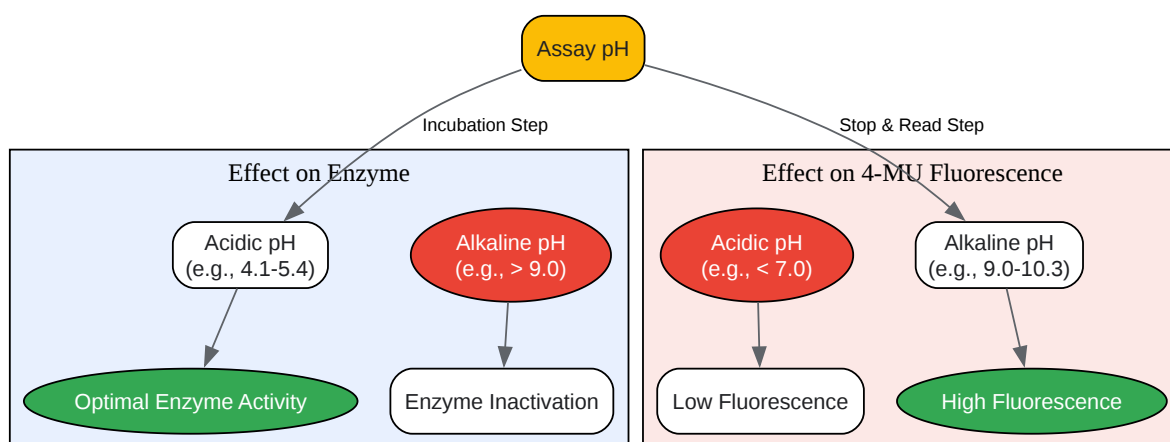 Assay pH
Incubation Step
Stop & Read Step
Effect on Enzyme
Effect on 4-MU Fluorescence
Acidic pH
(e.g., 4.1-5.4)
Alkaline pH
(e.g., > 9.0)
Acidic pH
(e.g., < 7.0)
Alkaline pH
(e.g., 9.0-10.3)
Optimal Enzyme Activity
Enzyme Inactivation
Low Fluorescence
High Fluorescence